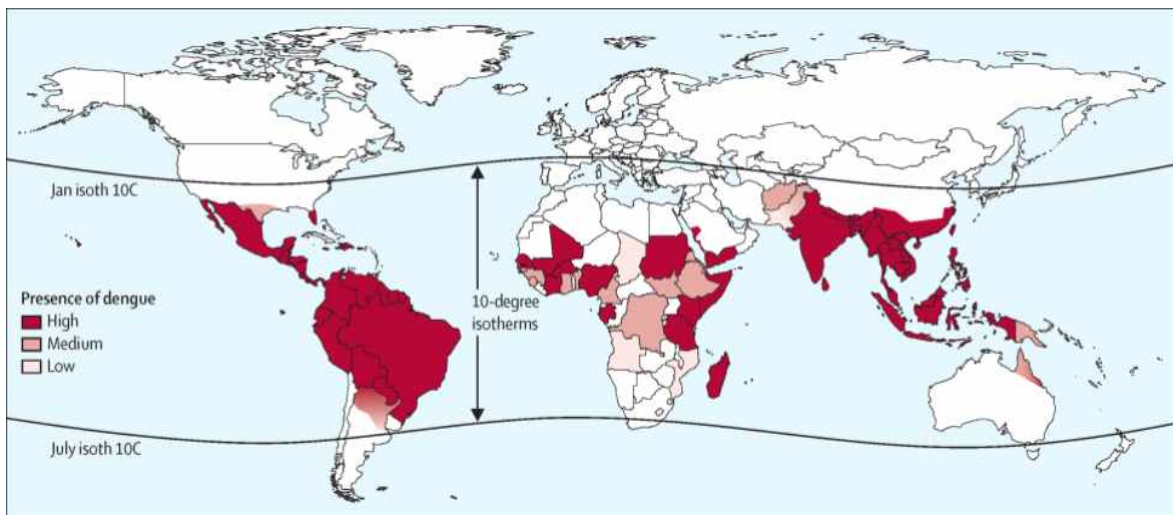 Jan isoth 10C
Presence of dengue
High
Medium
Low
10-degree
isotherms
July isoth 10C